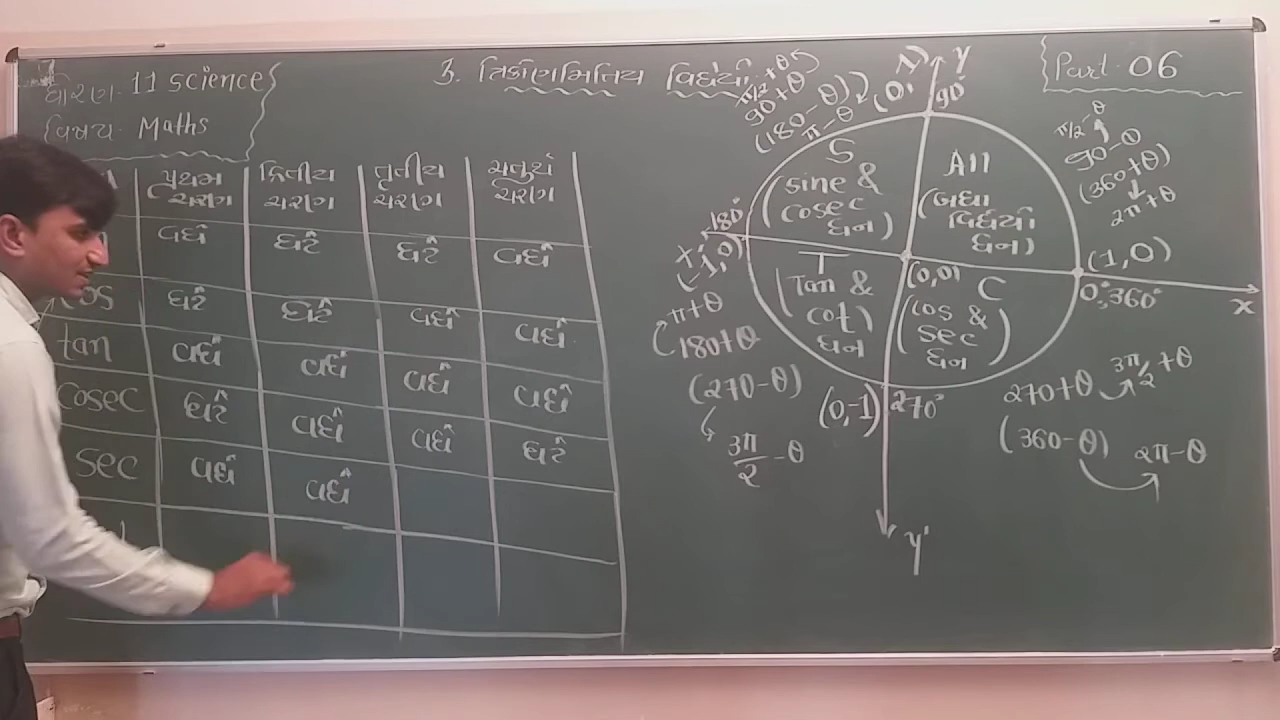 ધોરણ- 11 science
વિષય- Maths
3. ત્રિકોણમિતિય વિધેયો
Part- 06
પ્રથમ ચરણ
દ્વિતીય ચરણ
તૃતીય ચરણ
ચતુર્થ ચરણ
વધે ઘટે ઘટે વધે
cos ઘટે ઘટે વધે વધે
tan વધે વધે વધે વધે
cosec ઘટે વધે વધે ઘટે
sec વધે વધે
π/2 + θ
90+θ
(180-θ)
π-θ
(0,1)
y
90°
S
(sine &
cosec
ધન)
All
(બધા
વિધેયો
ધન)
π/2 - θ
90-θ
(360+θ)
2π+θ
180°
x'
(-1,0)
T
(Tan &
cot)
ધન
(0,0)
C
(cos &
sec
ધન)
(1,0)
0°,360°
x
π+θ
180+θ
(270-θ)
3π/2 -θ
(0,-1)
270°
y'
270+θ
3π/2 +θ
(360-θ)
2π-θ